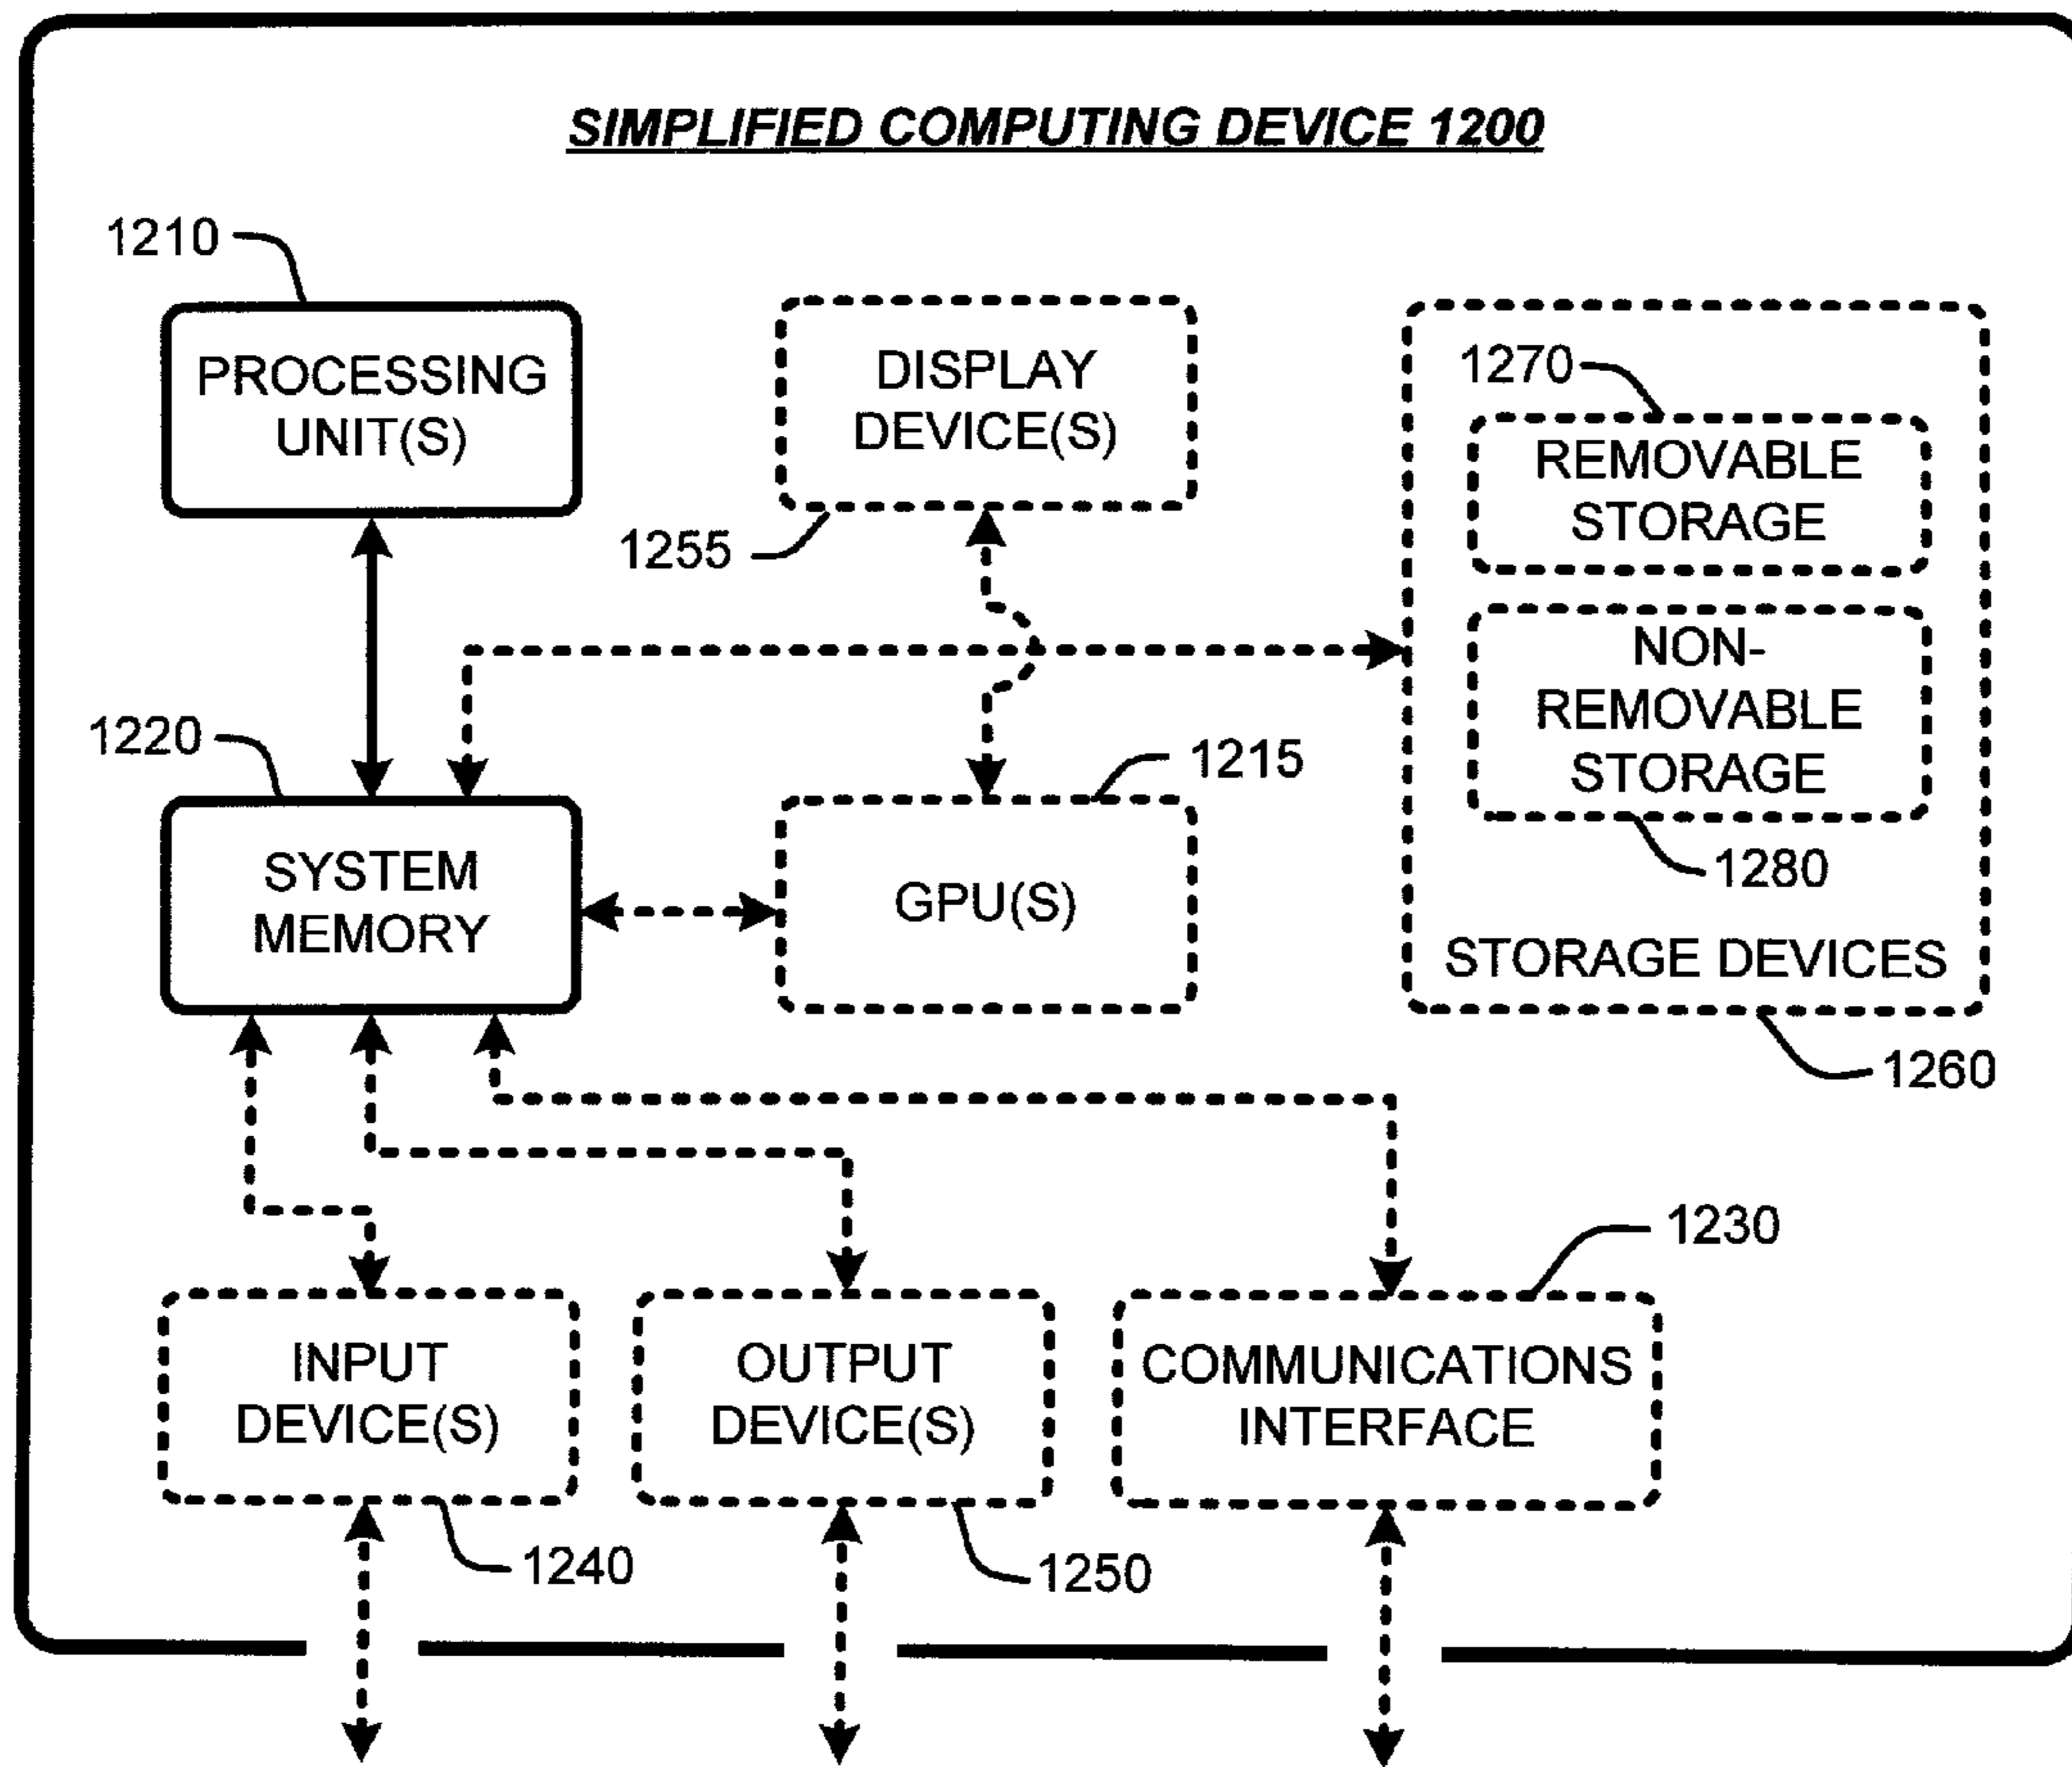 SIMPLIFIED COMPUTING DEVICE 1200
1210
PROCESSING
UNIT(S)
DISPLAY
DEVICE(S)
1255
1270
REMOVABLE
STORAGE
NON-
REMOVABLE
STORAGE
1280
STORAGE DEVICES
1260
1220
SYSTEM
MEMORY
1215
GPU(S)
1230
INPUT
DEVICE(S)
1240
OUTPUT
DEVICE(S)
1250
COMMUNICATIONS
INTERFACE